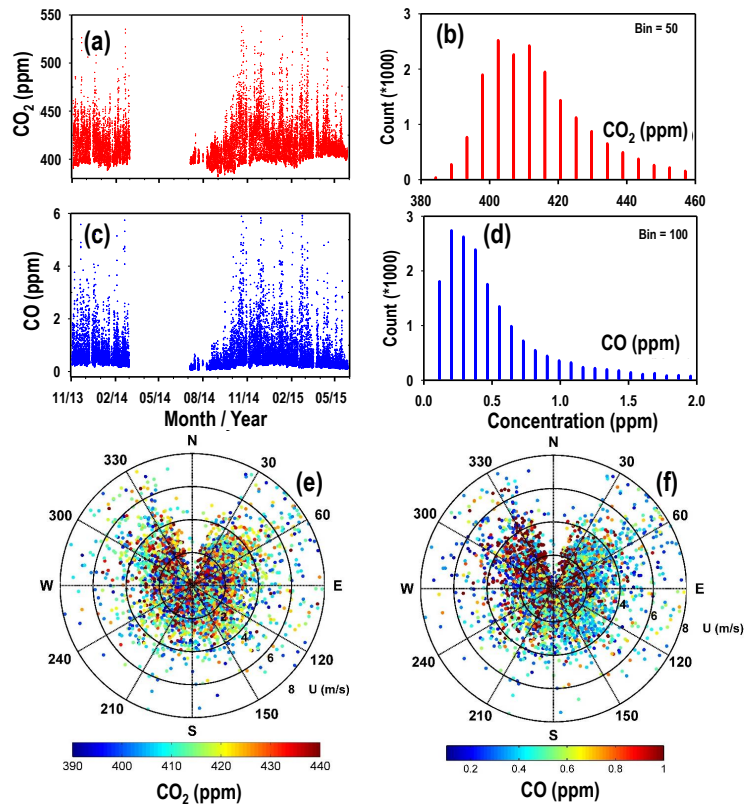 (a)
550
500
450
400
CO2 (ppm)
(b)
Bin = 50
3
2
1
0
Count (*1000)
CO2 (ppm)
380 400 420 440 460
(c)
6
4
2
0
CO (ppm)
11/13 02/14 05/14 08/14 11/14 02/15 05/15
Month / Year
(d)
Bin = 100
3
2
1
0
Count (*1000)
CO (ppm)
0.0 0.5 1.0 1.5 2.0
Concentration (ppm)
(e)
N
30
60
E
120
150
S
210
240
W
300
330
4
6
8 U (m/s)
390 400 410 420 430 440
CO2 (ppm)
(f)
N
30
60
E
120
150
S
210
240
W
300
330
4
6
8 U (m/s)
0.2 0.4 0.6 0.8 1
CO (ppm)